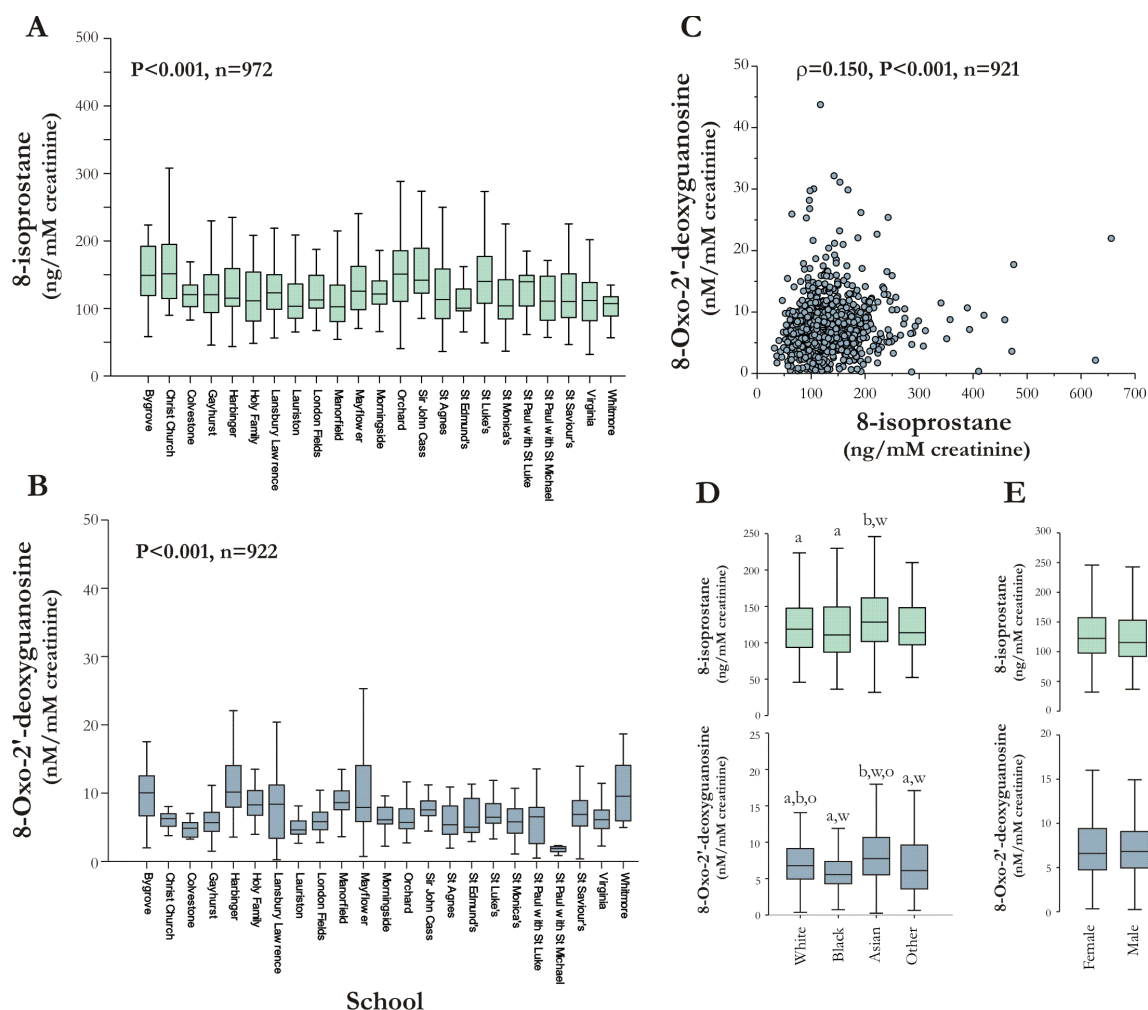 A
500
400
300
200
100
0
P<0.001, n=972
8-isoprostane
(ng/mM creatinine)
Bygrove
Christ Church
Colvestone
Gayhurst
Harbinger
Holy Family
Lansbury Lawrence
Lauriston
London Fields
Manorfield
Mayflower
Morningside
Orchard
Sir John Cass
St Agnes
St Edmund's
St Luke's
St Monica's
St Paul with St Luke
St Paul with St Michael
St Saviour's
Virginia
Whitmore
B
50
40
30
20
10
0
P<0.001, n=922
8-Oxo-2'-deoxyguanosine
(nM/mM creatinine)
Bygrove
Christ Church
Colvestone
Gayhurst
Harbinger
Holy Family
Lansbury Lawrence
Lauriston
London Fields
Manorfield
Mayflower
Morningside
Orchard
Sir John Cass
St Agnes
St Edmund's
St Luke's
St Monica's
St Paul with St Luke
St Paul with St Michael
St Saviour's
Virginia
Whitmore
School
C
50
40
30
20
10
0
ρ=0.150, P<0.001, n=921
8-Oxo-2'-deoxyguanosine
(nM/mM creatinine)
0 100 200 300 400 500 600 700
8-isoprostane
(ng/mM creatinine)
D
250
200
150
100
50
0
8-isoprostane
(ng/mM creatinine)
a
a
b,w
25
20
15
10
5
0
8-Oxo-2'-deoxyguanosine
(nM/mM creatinine)
a,b,o
a,w
b,w,o
a,w
White
Black
Asian
Other
E
300
250
200
150
100
50
0
8-isoprostane
(ng/mM creatinine)
20
15
10
5
0
8-Oxo-2'-deoxyguanosine
(nM/mM creatinine)
Female
Male